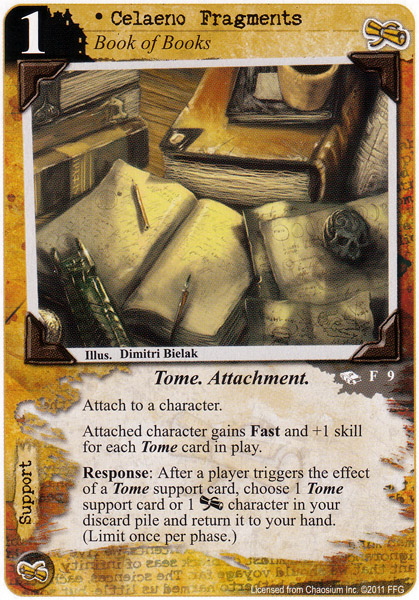 1
• Celaeno Fragments
Book of Books
Illus. Dimitri Bielak
Tome. Attachment.
F 9
Attach to a character.
Attached character gains Fast and +1 skill
for each Tome card in play.
Response: After a player triggers the effect
of a Tome support card, choose 1 Tome
support card or 1 character in your
discard pile and return it to your hand.
(Limit once per phase.)
Support
Licensed from Chaosium Inc. ©2011 FFG